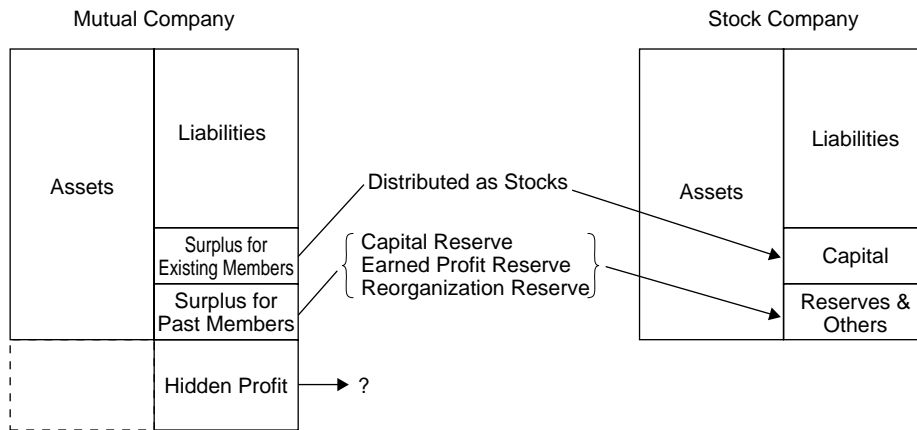 Mutual Company
Stock Company
Assets
Liabilities
Surplus for
Existing Members
Surplus for
Past Members
Hidden Profit
?
Distributed as Stocks
Capital Reserve
Earned Profit Reserve
Reorganization Reserve
Assets
Liabilities
Capital
Reserves &
Others